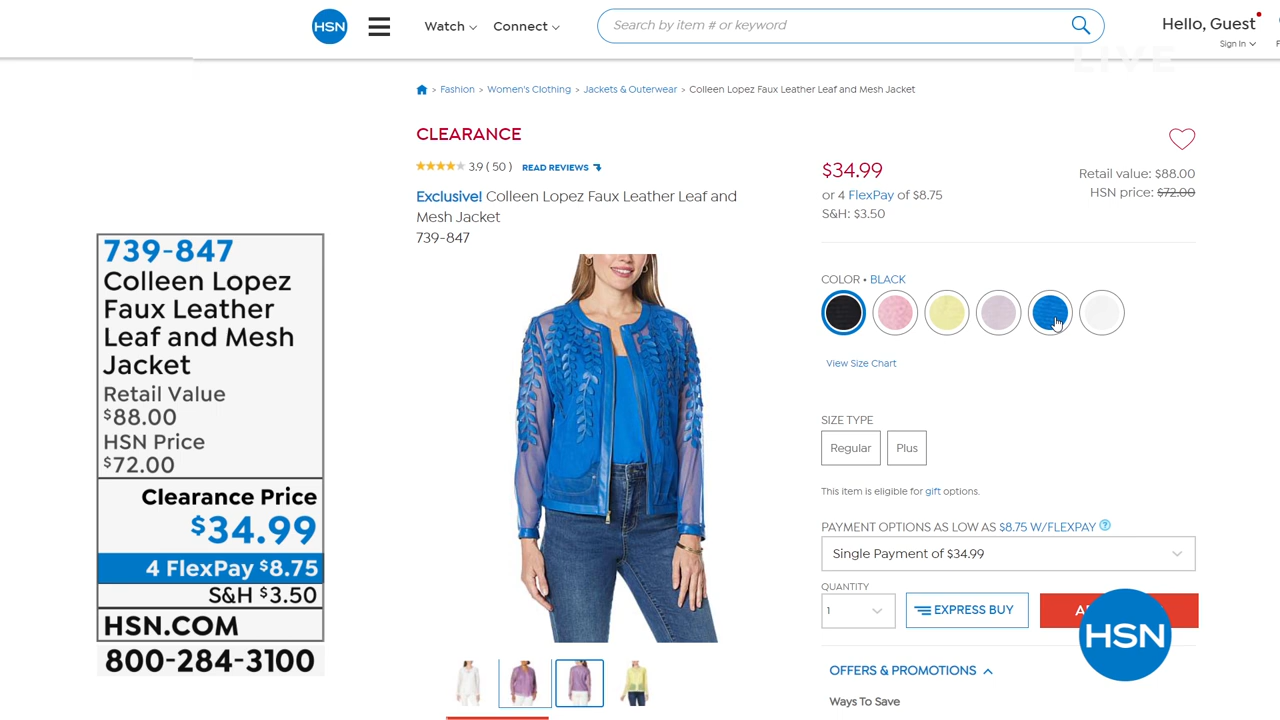 HSN
Watch
Connect
Search by item # or keyword
Hello, Guest
Sign In
LIVE
> Fashion > Women's Clothing > Jackets & Outerwear > Colleen Lopez Faux Leather Leaf and Mesh Jacket
CLEARANCE
3.9 ( 50 ) READ REVIEWS
Exclusive! Colleen Lopez Faux Leather Leaf and
Mesh Jacket
739-847
$34.99
or 4 FlexPay of $8.75
S&H: $3.50
Retail value: $88.00
HSN price: $72.00
COLOR • BLACK
View Size Chart
SIZE TYPE
Regular
Plus
This item is eligible for gift options.
PAYMENT OPTIONS AS LOW AS $8.75 W/FLEXPAY ?
Single Payment of $34.99
QUANTITY
1
EXPRESS BUY
HSN
OFFERS & PROMOTIONS
Ways To Save
739-847
Colleen Lopez
Faux Leather
Leaf and Mesh
Jacket
Retail Value
$88.00
HSN Price
$72.00
Clearance Price
$34.99
4 FlexPay $8.75
S&H $3.50
HSN.COM
800-284-3100